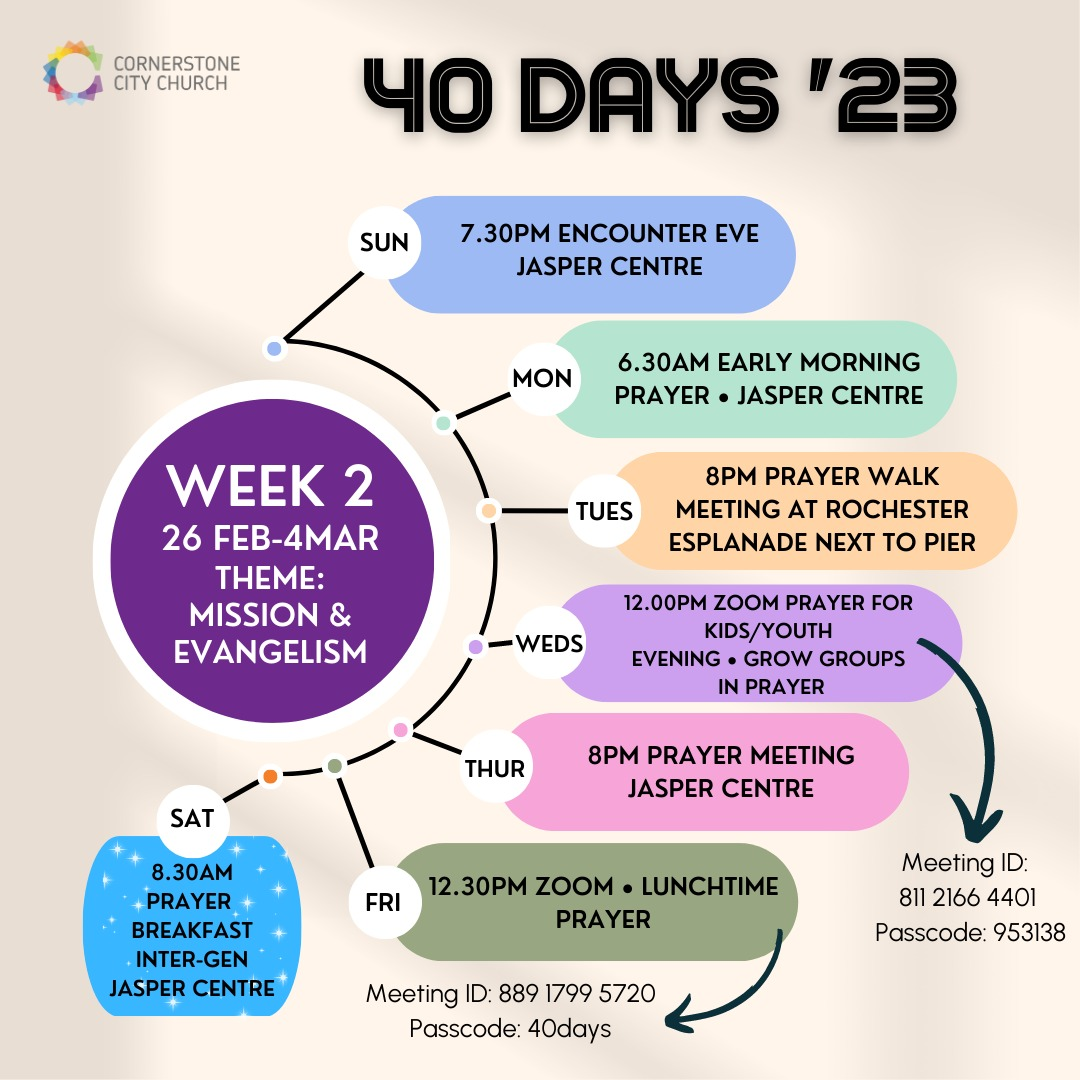 CORNERSTONE
CITY CHURCH
40 DAYS '23
SUN
7.30PM ENCOUNTER EVE
JASPER CENTRE
MON
6.30AM EARLY MORNING
PRAYER • JASPER CENTRE
TUES
8PM PRAYER WALK
MEETING AT ROCHESTER
ESPLANADE NEXT TO PIER
WEEK 2
26 FEB-4MAR
THEME:
MISSION &
EVANGELISM
WEDS
12.00PM ZOOM PRAYER FOR
KIDS/YOUTH
EVENING • GROW GROUPS
IN PRAYER
Meeting ID:
811 2166 4401
Passcode: 953138
THUR
8PM PRAYER MEETING
JASPER CENTRE
FRI
12.30PM ZOOM • LUNCHTIME
PRAYER
Meeting ID: 889 1799 5720
Passcode: 40days
SAT
8.30AM
PRAYER
BREAKFAST
INTER-GEN
JASPER CENTRE